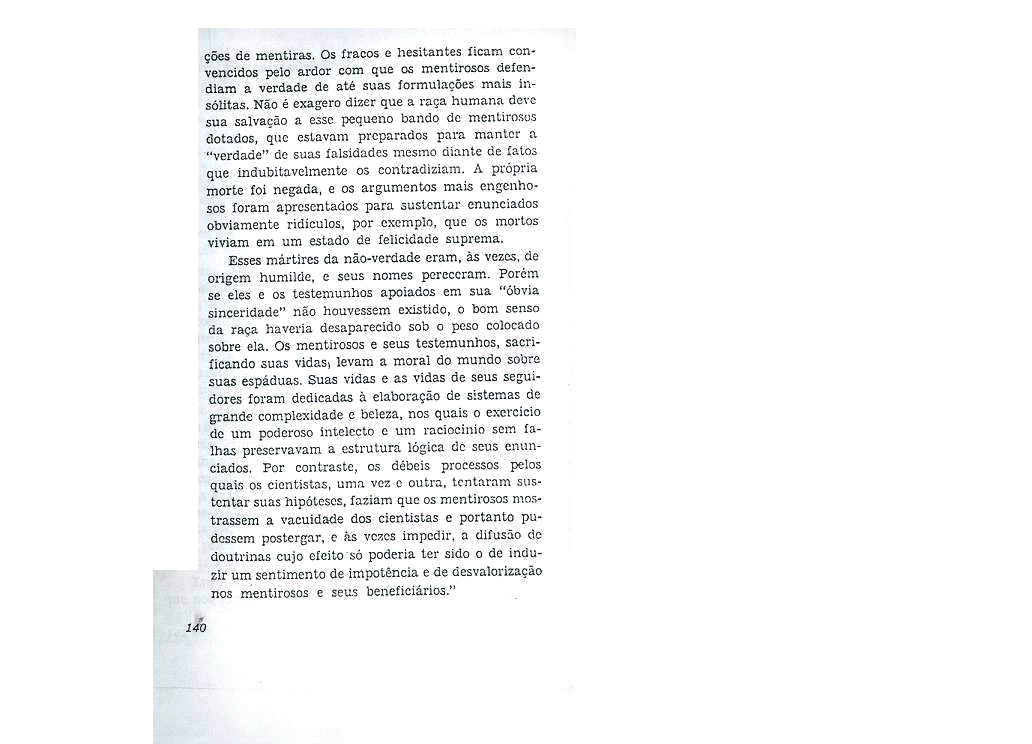 ções de mentiras. Os fracos e hesitantes ficam con-
vencidos pelo ardor com que os mentirosos defen-
diam a verdade de até suas formulações mais in-
sólitas. Não é exagero dizer que a raça humana deve
sua salvação a esse pequeno bando de mentirosos
dotados, que estavam preparados para manter a
"verdade" de suas falsidades mesmo diante de fatos
que indubitavelmente os contradiziam. A própria
morte foi negada, e os argumentos mais engenho-
sos foram apresentados para sustentar enunciados
obviamente ridículos, por exemplo, que os mortos
viviam em um estado de felicidade suprema.
Esses mártires da não-verdade eram, às vezes, de
origem humilde, e seus nomes pereceram. Porém
se eles e os testemunhos apoiados em sua "óbvia
sinceridade" não houvessem existido, o bom senso
da raça haveria desaparecido sob o peso colocado
sobre ela. Os mentirosos e seus testemunhos, sacri-
ficando suas vidas, levam a moral do mundo sobre
suas espáduas. Suas vidas e as vidas de seus segui-
dores foram dedicadas à elaboração de sistemas de
grande complexidade e beleza, nos quais o exercício
de um poderoso intelecto e um raciocínio sem fa-
lhas preservavam a estrutura lógica de seus enun-
ciados. Por contraste, os débeis processos pelos
quais os cientistas, uma vez e outra, tentaram sus-
tentar suas hipóteses, faziam que os mentirosos mos-
trassem a vacuidade dos cientistas e portanto pu-
dessem postergar, e às vezes impedir, a difusão de
doutrinas cujo efeito só poderia ter sido o de indu-
zir um sentimento de impotência e de desvalorização
nos mentirosos e seus beneficiários."
140